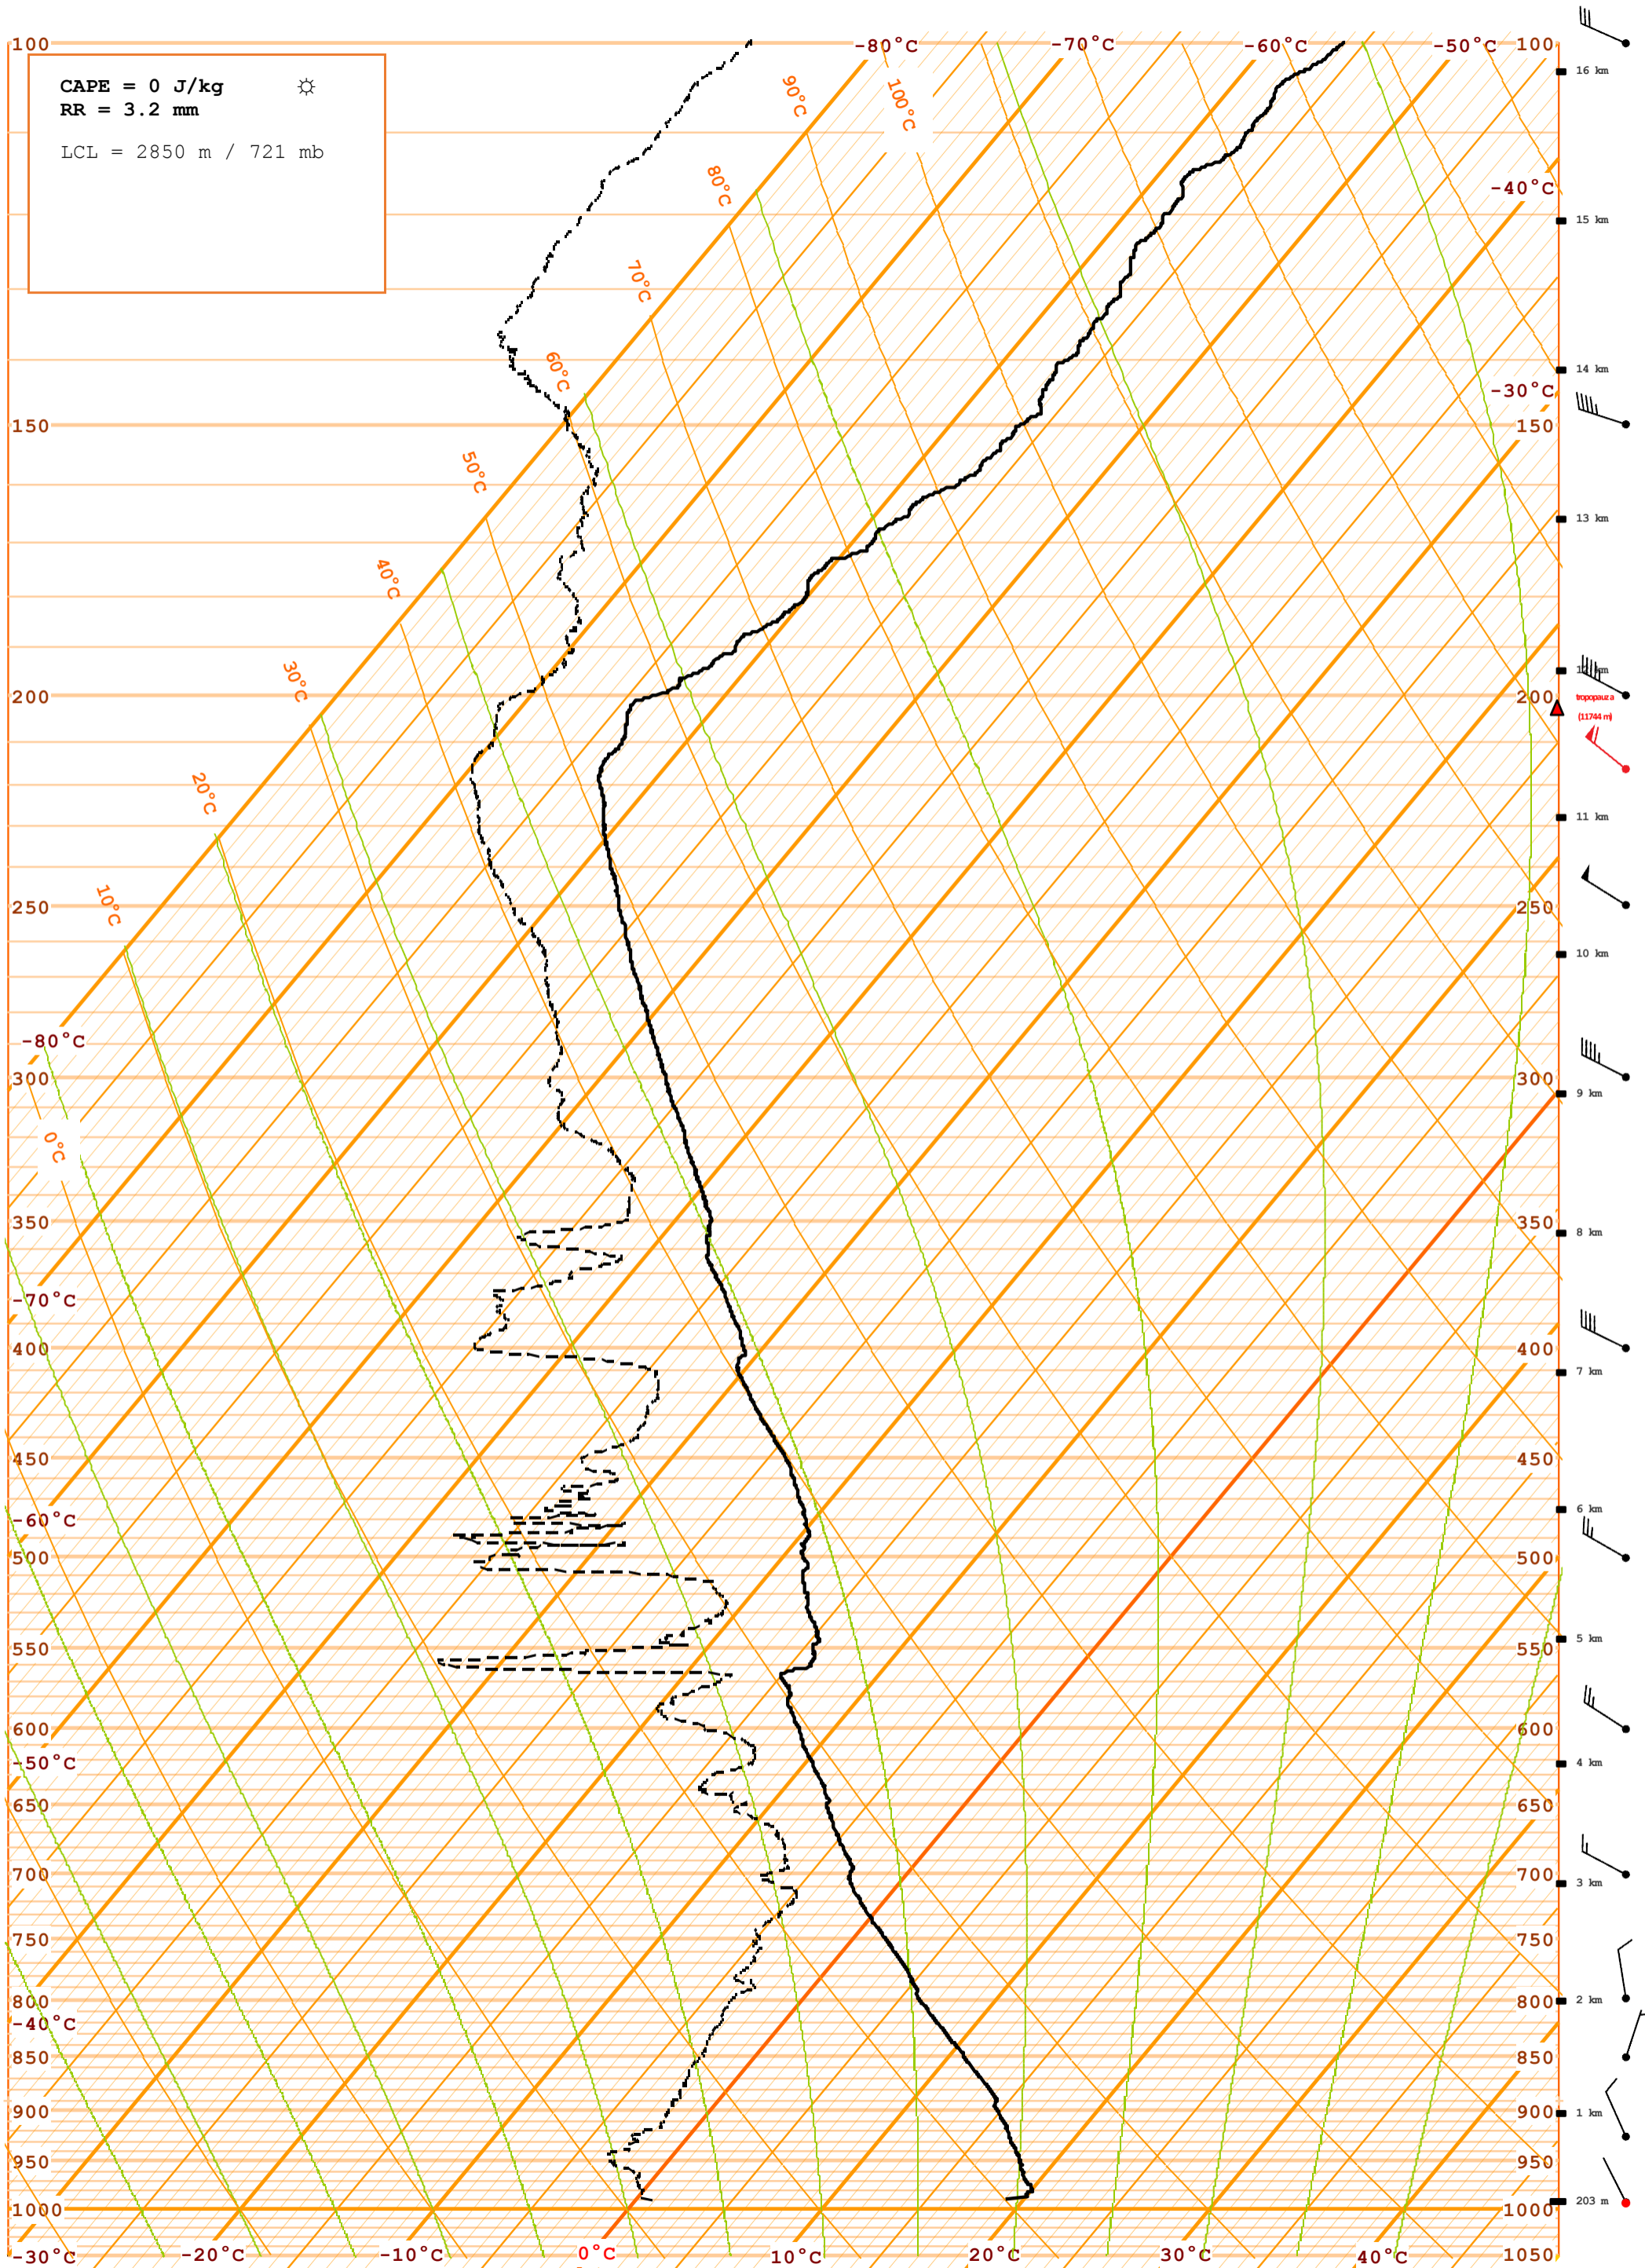 100 -80°C -70°C -60°C -50°C 100
16 km
CAPE = 0 J/kg ☼
RR = 3.2 mm
LCL = 2850 m / 721 mb
90°C 100°C
80°C
-40°C
15 km
70°C
60°C
14 km
-30°C
150 150
50°C
13 km
40°C
30°C
200 200
tropopauza
(11744 m)
20°C
11 km
10°C
250 250
10 km
-80°C
300 300
9 km
0°C
350 350
8 km
-70°C
400 400
7 km
450 450
6 km
-60°C
500 500
5 km
550 550
600 600
4 km
-50°C
650 650
700 700
3 km
750 750
800 800
2 km
-40°C
850 850
900 900
1 km
950 950
203 m
1000 1000
-30°C -20°C -10°C 0°C 10°C 20°C 30°C 40°C 1050